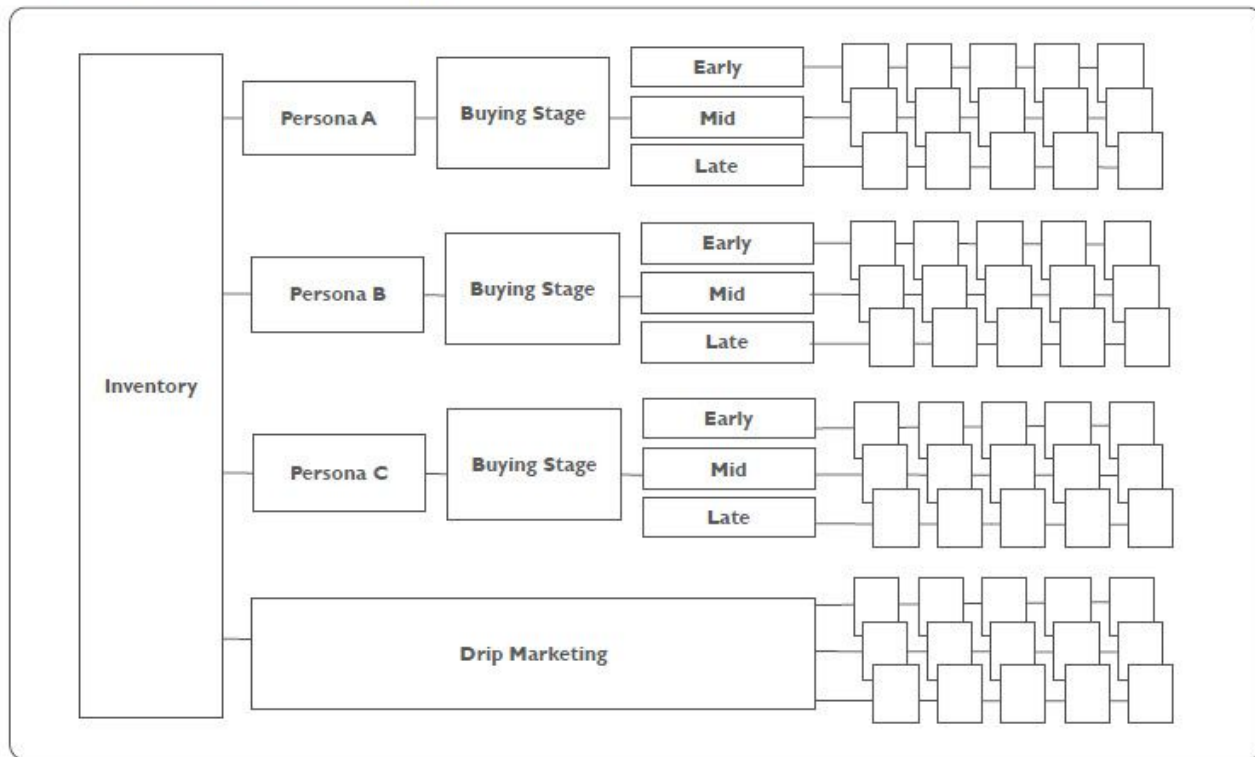 Inventory
Persona A
Buying Stage
Early
Mid
Late
Persona B
Buying Stage
Early
Mid
Late
Persona C
Buying Stage
Early
Mid
Late
Drip Marketing